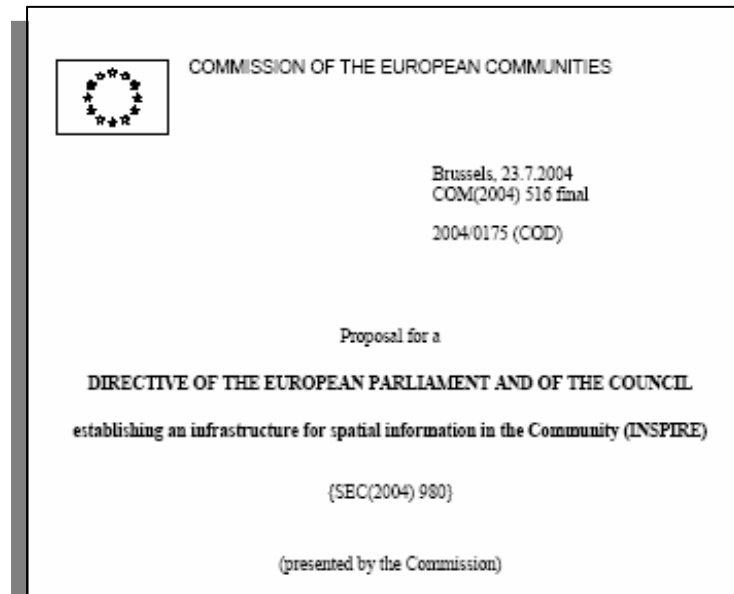 COMMISSION OF THE EUROPEAN COMMUNITIES
Brussels, 23.7.2004
COM(2004) 516 final
2004/0175 (COD)
Proposal for a
DIRECTIVE OF THE EUROPEAN PARLIAMENT AND OF THE COUNCIL
establishing an infrastructure for spatial information in the Community (INSPIRE)
{SEC(2004) 980}
(presented by the Commission)